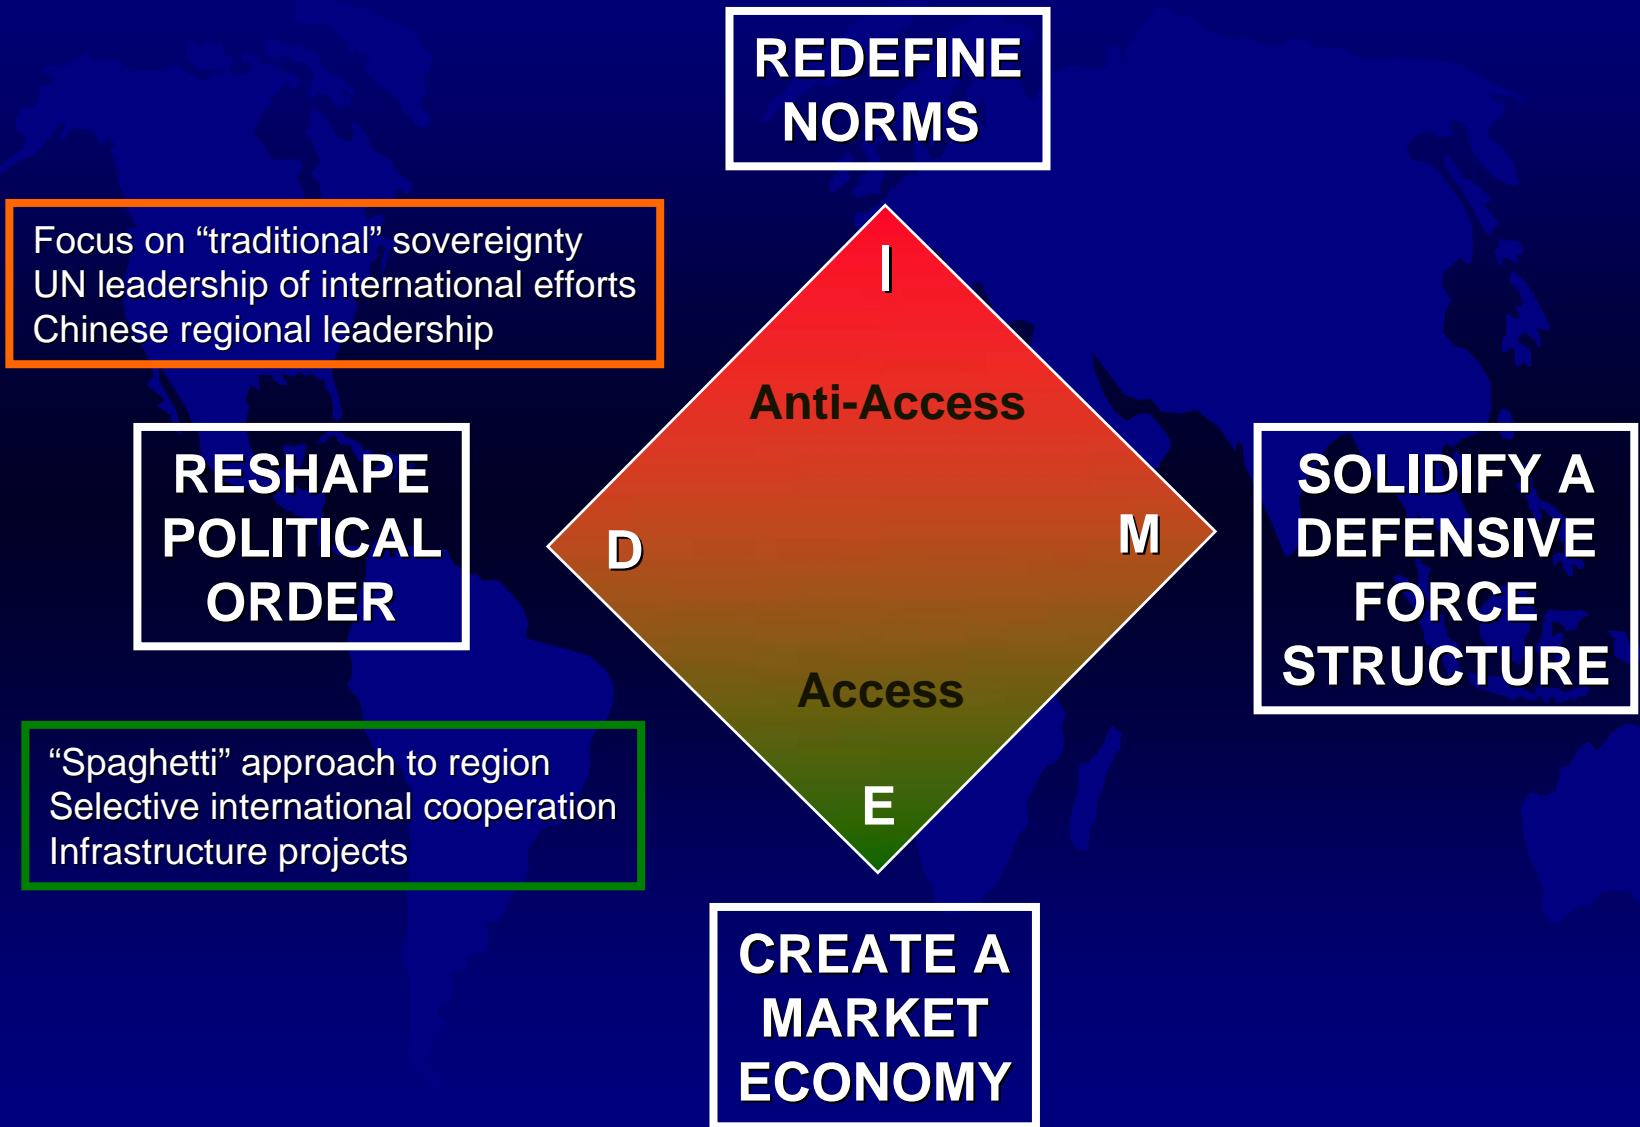 REDEFINE
NORMS
Focus on “traditional” sovereignty
UN leadership of international efforts
Chinese regional leadership
I
Anti-Access
RESHAPE
POLITICAL
ORDER
D
M
SOLIDIFY A
DEFENSIVE
FORCE
STRUCTURE
Access
“Spaghetti” approach to region
Selective international cooperation
Infrastructure projects
E
CREATE A
MARKET
ECONOMY